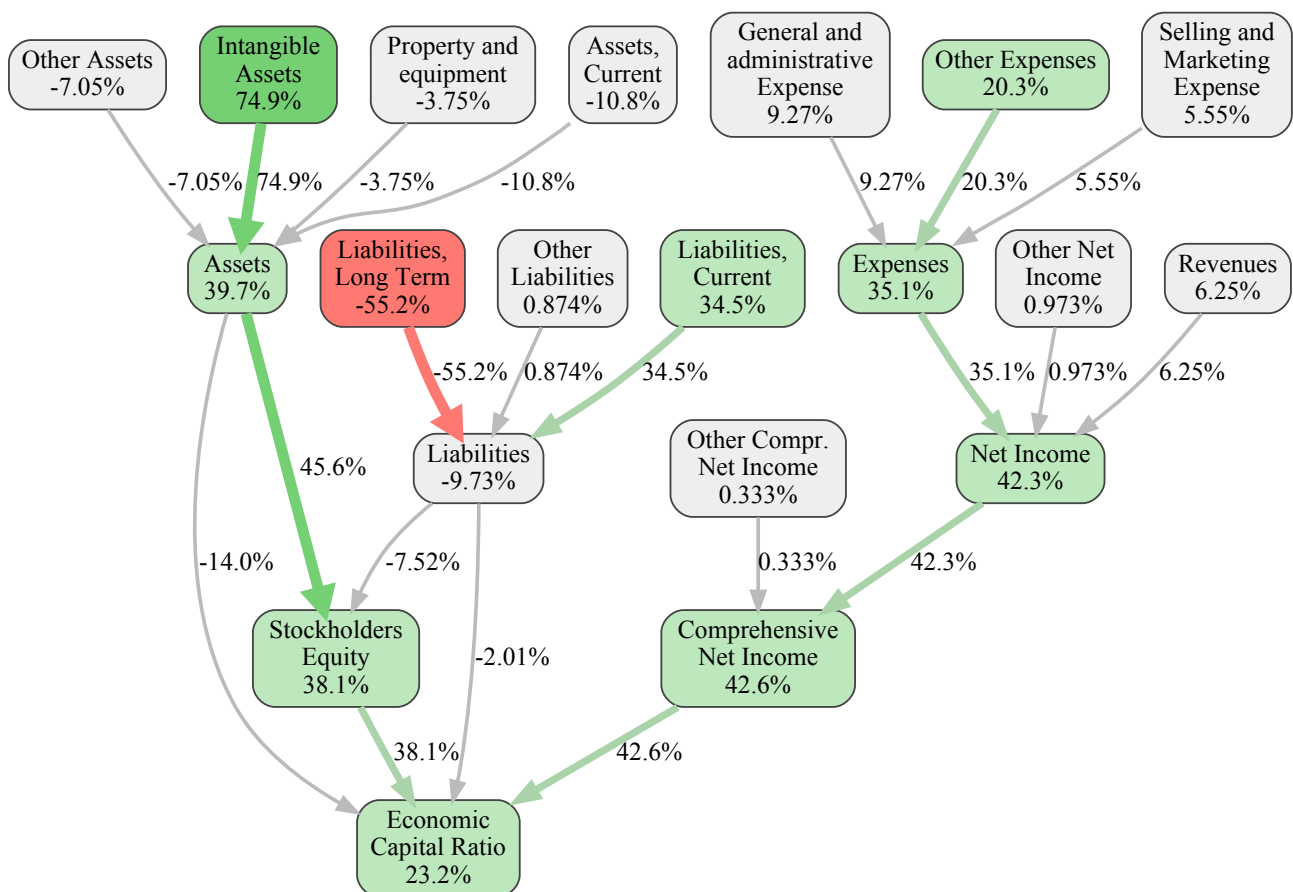 Other Assets
-7.05%
Intangible
Assets
74.9%
Property and
equipment
-3.75%
Assets,
Current
-10.8%
General and
administrative
Expense
9.27%
Other Expenses
20.3%
Selling and
Marketing
Expense
5.55%
-7.05%
74.9%
-3.75%
-10.8%
9.27%
20.3%
5.55%
Assets
39.7%
Liabilities,
Long Term
-55.2%
Other
Liabilities
0.874%
Liabilities,
Current
34.5%
Expenses
35.1%
Other Net
Income
0.973%
Revenues
6.25%
-55.2%
0.874%
34.5%
35.1%
0.973%
6.25%
45.6%
Liabilities
-9.73%
Other Compr.
Net Income
0.333%
Net Income
42.3%
-14.0%
-7.52%
0.333%
42.3%
Stockholders
Equity
38.1%
-2.01%
Comprehensive
Net Income
42.6%
38.1%
42.6%
Economic
Capital Ratio
23.2%